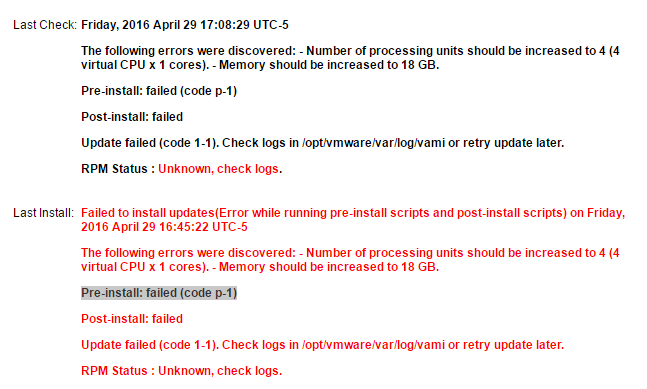 Last Check: Friday, 2016 April 29 17:08:29 UTC-5
The following errors were discovered: - Number of processing units should be increased to 4 (4
virtual CPU x 1 cores). - Memory should be increased to 18 GB.
Pre-install: failed (code p-1)
Post-install: failed
Update failed (code 1-1). Check logs in /opt/vmware/var/log/vami or retry update later.
RPM Status : Unknown, check logs.
Last Install: Failed to install updates(Error while running pre-install scripts and post-install scripts) on Friday,
2016 April 29 16:45:22 UTC-5
The following errors were discovered: - Number of processing units should be increased to 4 (4
virtual CPU x 1 cores). - Memory should be increased to 18 GB.
Pre-install: failed (code p-1)
Post-install: failed
Update failed (code 1-1). Check logs in /opt/vmware/var/log/vami or retry update later.
RPM Status : Unknown, check logs.